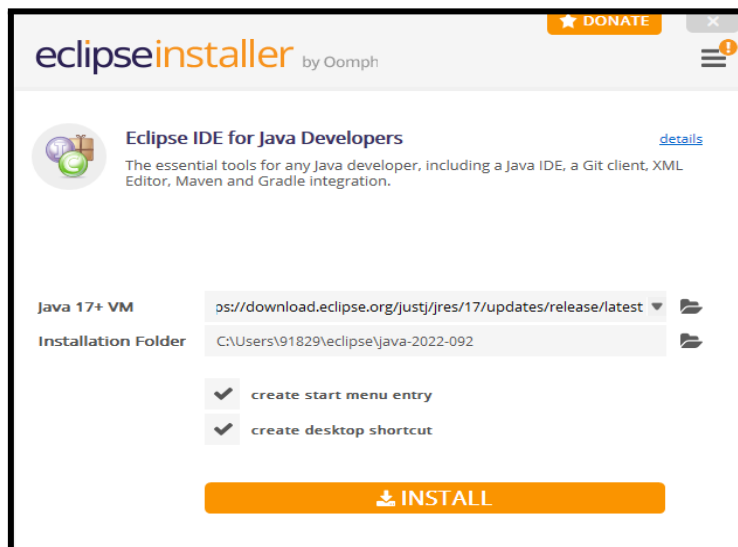 DONATE
eclipseinstaller by Oomph
Eclipse IDE for Java Developers
details
The essential tools for any Java developer, including a Java IDE, a Git client, XML
Editor, Maven and Gradle integration.
Java 17+ VM
ps://download.eclipse.org/justj/jres/17/updates/release/latest
Installation Folder
C:\Users\91829\eclipse\java-2022-092
create start menu entry
create desktop shortcut
INSTALL